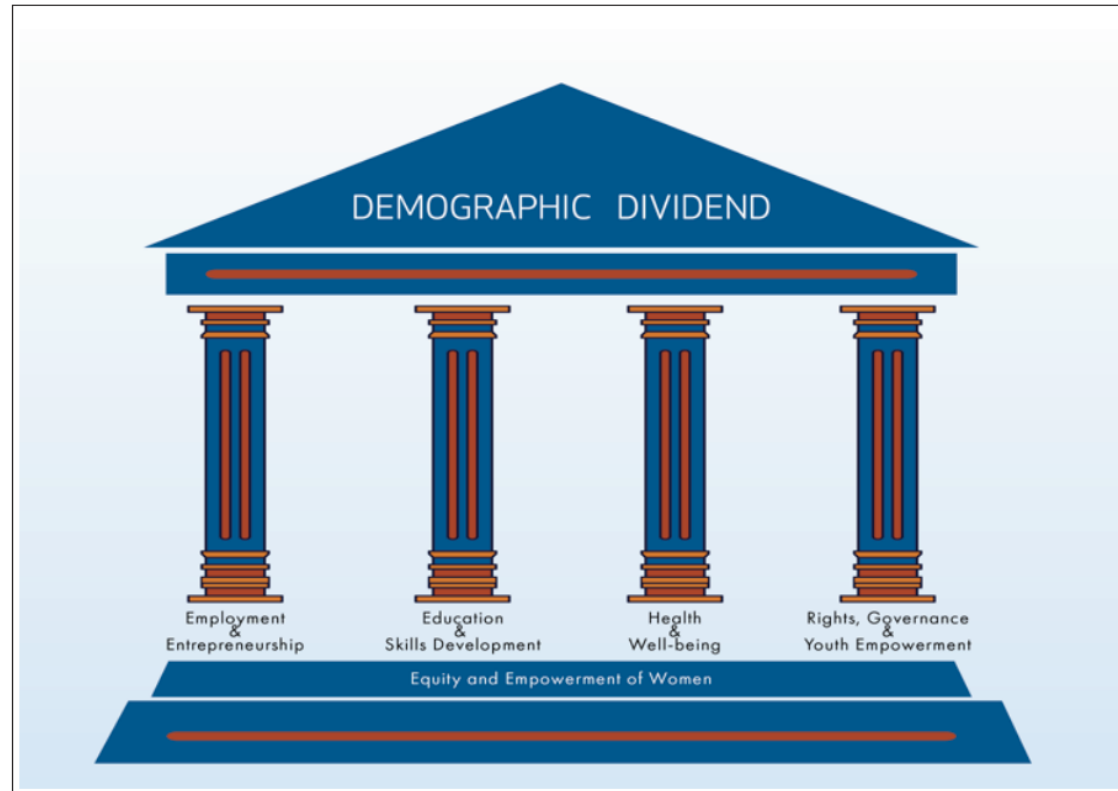 DEMOGRAPHIC DIVIDEND
Employment
&
Entrepreneurship
Education
&
Skills Development
Health
&
Well-being
Rights, Governance
&
Youth Empowerment
Equity and Empowerment of Women